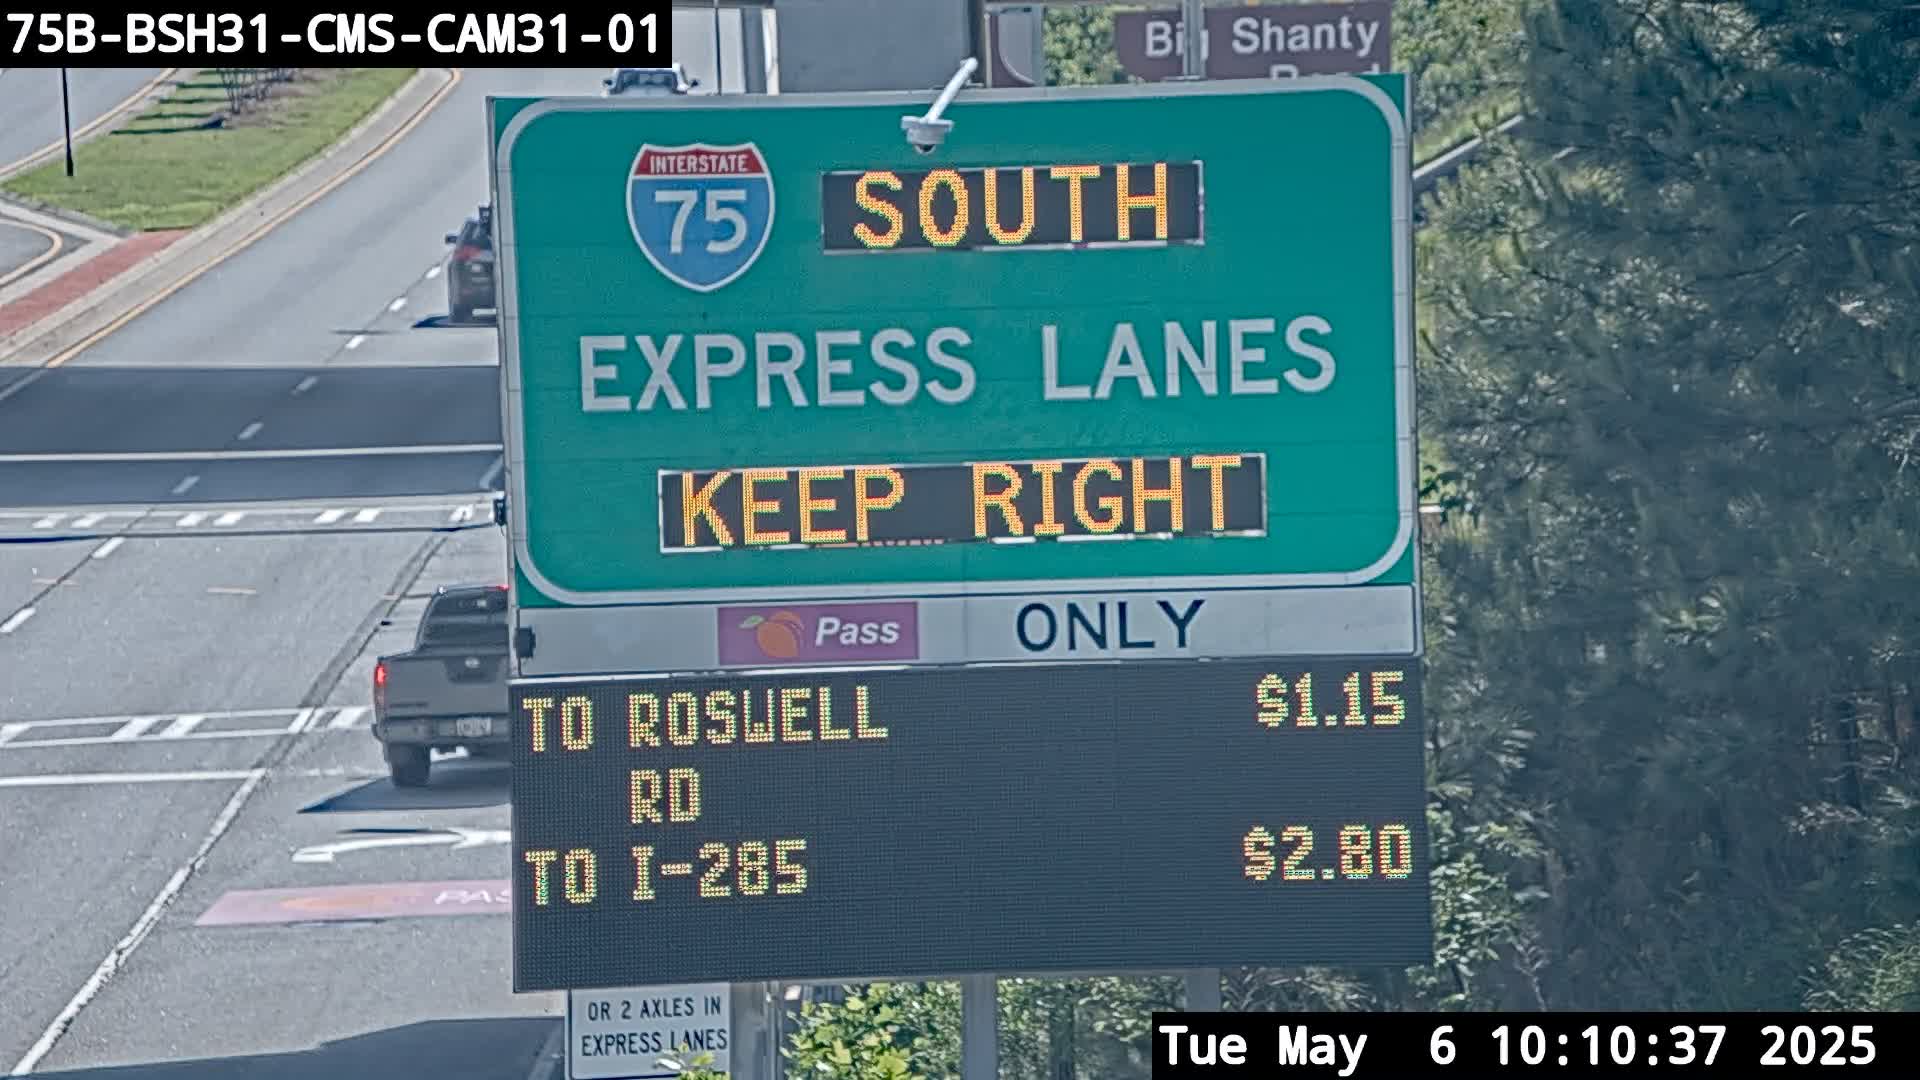 75B-BSH31-CMS-CAM31-01
Big Shanty
Road
INTERSTATE
75
SOUTH
EXPRESS LANES
KEEP RIGHT
Pass ONLY
TO ROSWELL $1.15
RD
TO I-285 $2.80
PAS
OR 2 AXLES IN
EXPRESS LANES
Tue May 6 10:10:37 2025